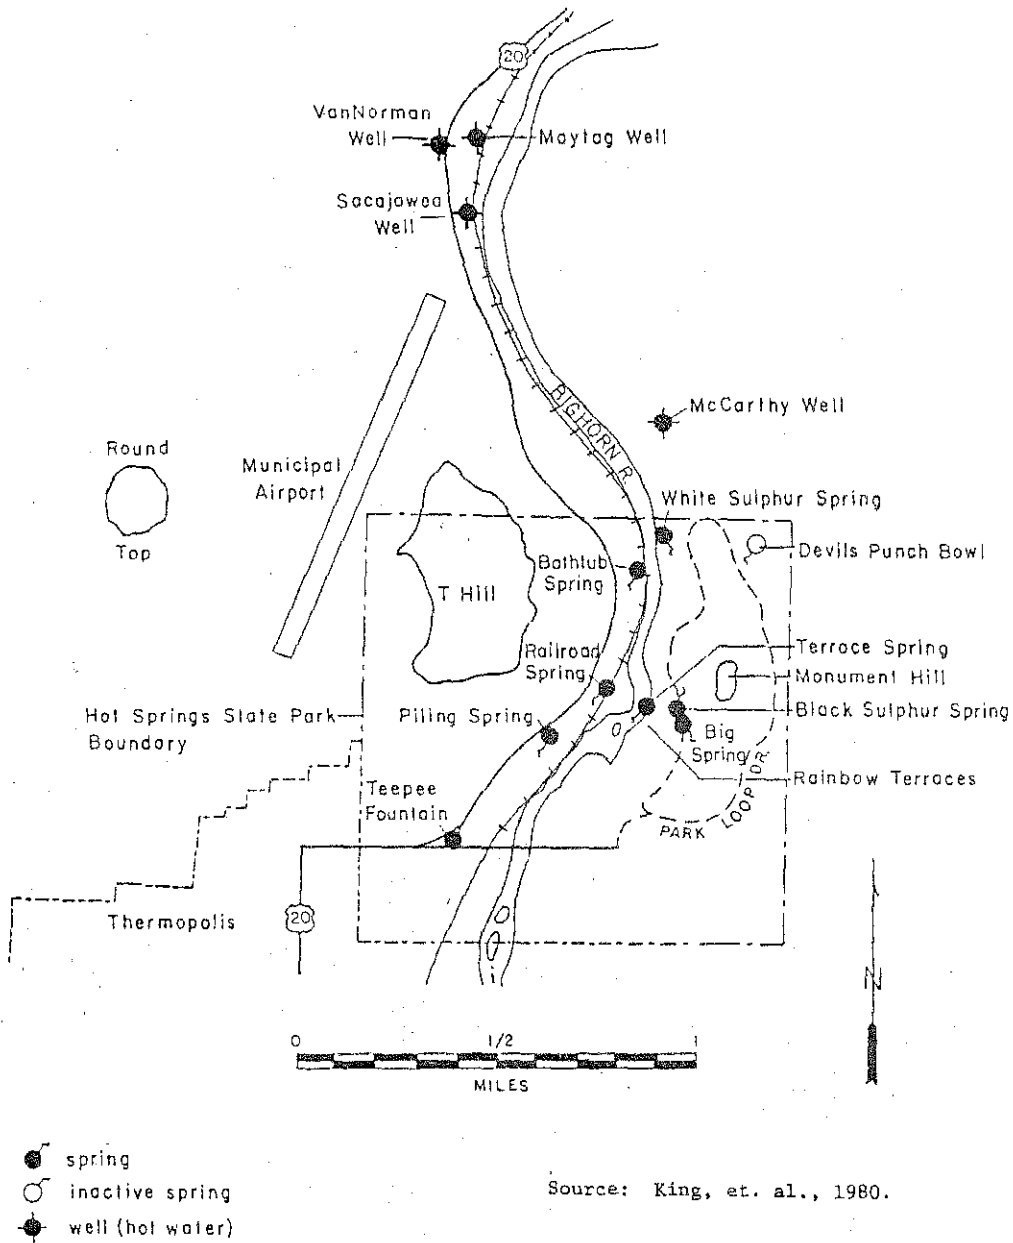 20
VanNorman
Well
Maytag Well
Sacajawea
Well
BIGHORN R.
McCarthy Well
Round
Top
Municipal
Airport
White Sulphur Spring
Devils Punch Bowl
Bathtub
Spring
T Hill
Railroad
Spring
Terrace Spring
Monument Hill
Black Sulphur Spring
Big
Spring
Rainbow Terraces
Hot Springs State Park
Boundary
Piling Spring
Teepee
Fountain
PARK LOOP DR.
Thermopolis
20
N
0 1/2 1
MILES
spring
inactive spring
well (hot water)
Source: King, et. al., 1980.